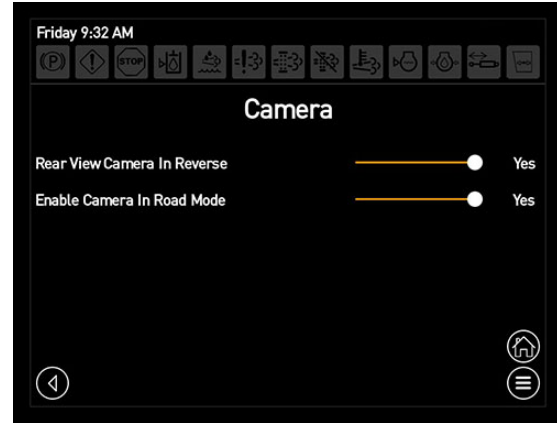 Friday 9:32 AM
(P) STOP
Camera
Rear View Camera In Reverse Yes
Enable Camera In Road Mode Yes